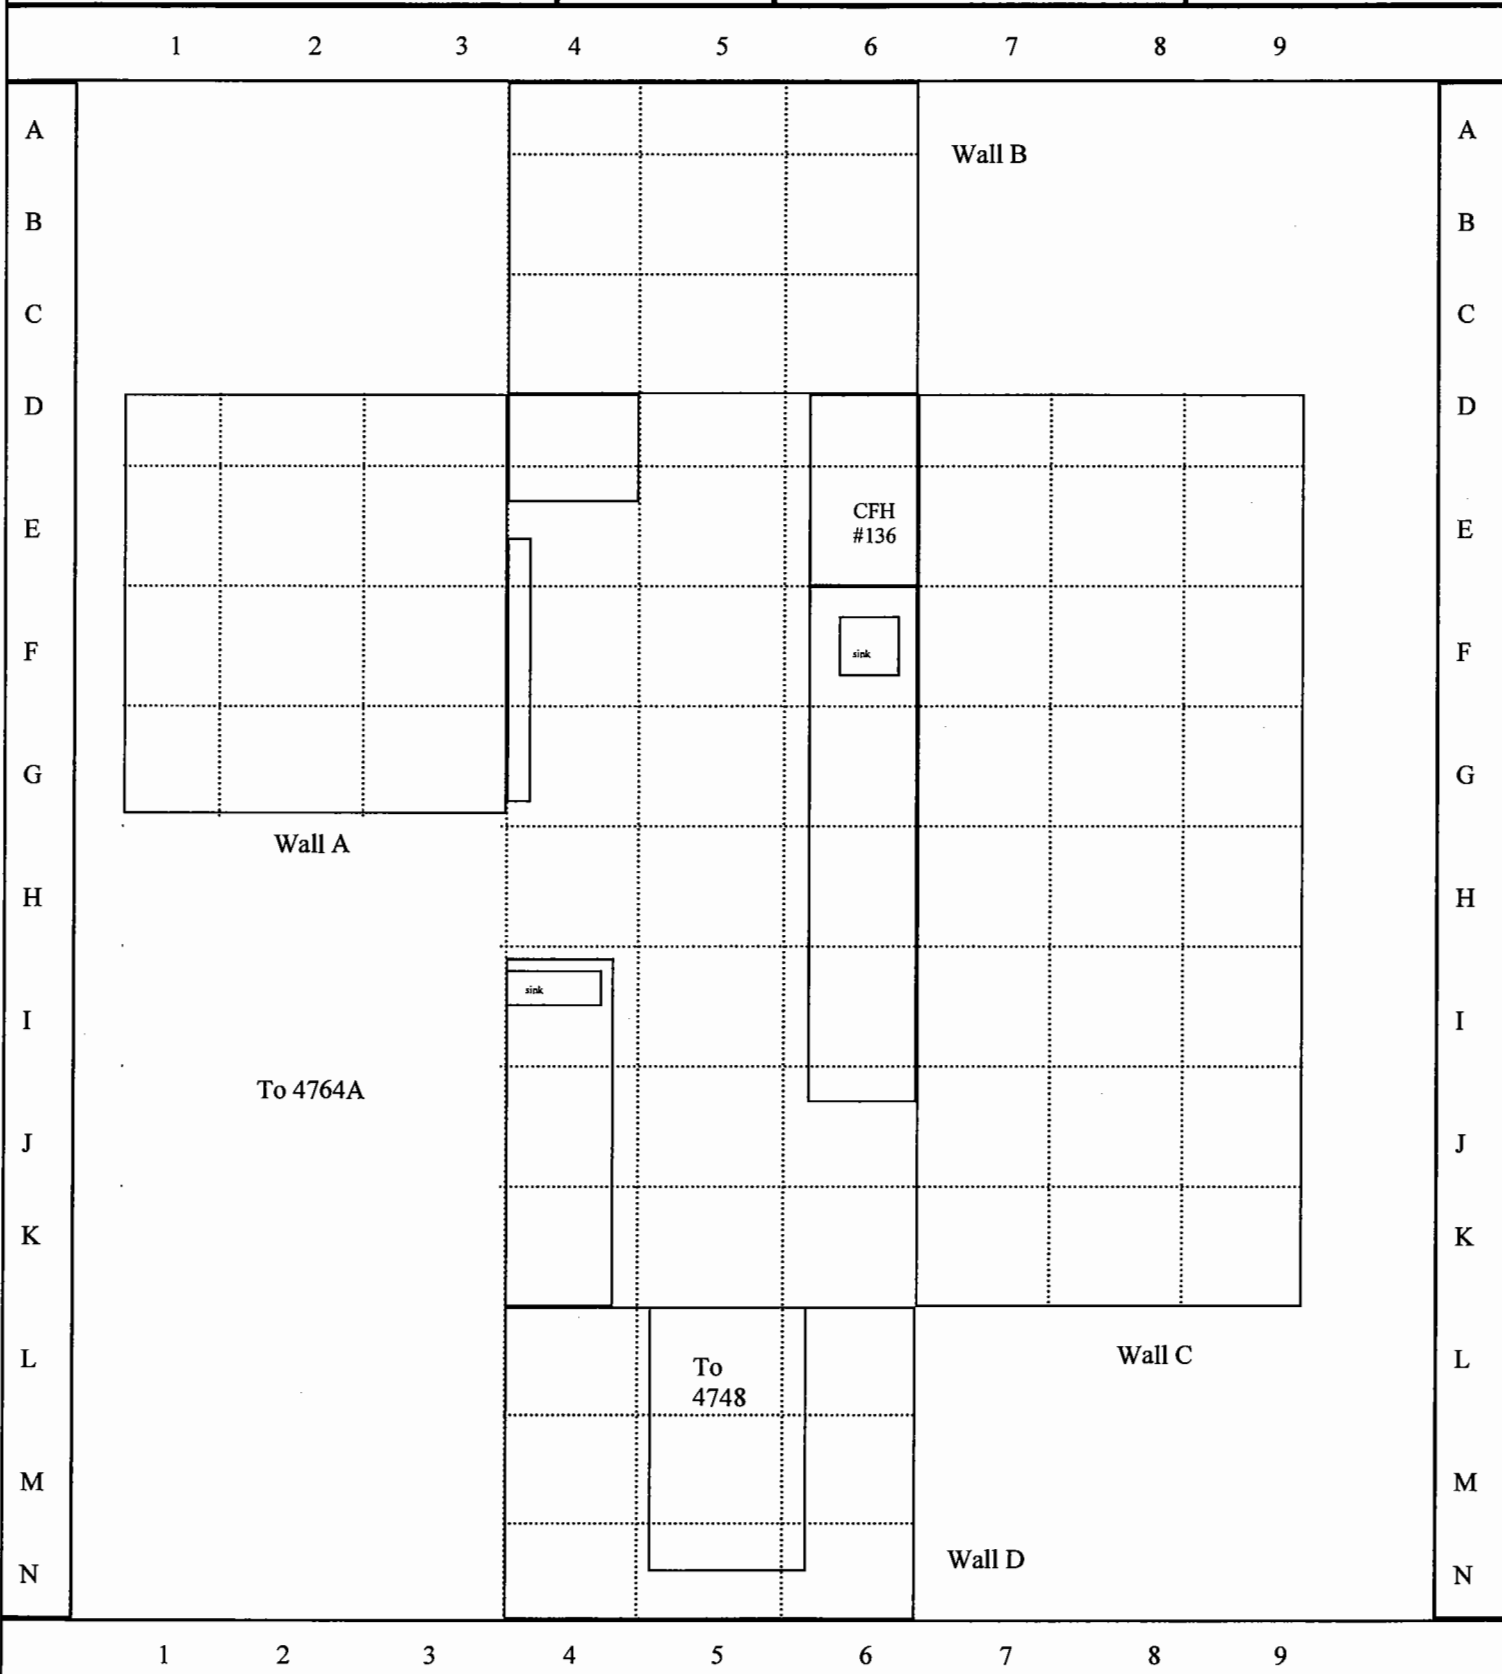 1 2 3 4 5 6 7 8 9
A A
Wall B
B B
C C
D D
CFH
E #136 E
F sink F
G G
Wall A
H H
sink
I I
To 4764A
J J
K K
L To Wall C L
4748
M M
Wall D
N N
1 2 3 4 5 6 7 8 9